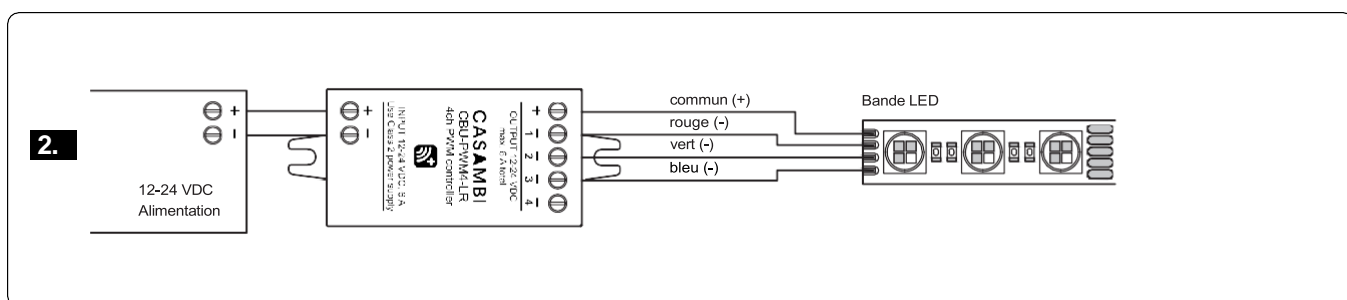 2.
12-24 VDC
Alimentation
+
-
+
-
INPUT 12-24 VDC, 6 A
Use Class 2 power supply
CASAMBI
CBU-PWM4-LR
4ch PWM controller
OUTPUT 12-24 VDC
max. 6 A total
+
1 -
2 -
3 -
4 -
commun (+)
rouge (-)
vert (-)
bleu (-)
Bande LED